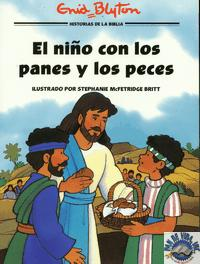 Enid Blyton
HISTORIAS DE LA BIBLIA
El niño con los
panes y los peces
ILUSTRADO POR STEPHANIE McFETRIDGE BRITT